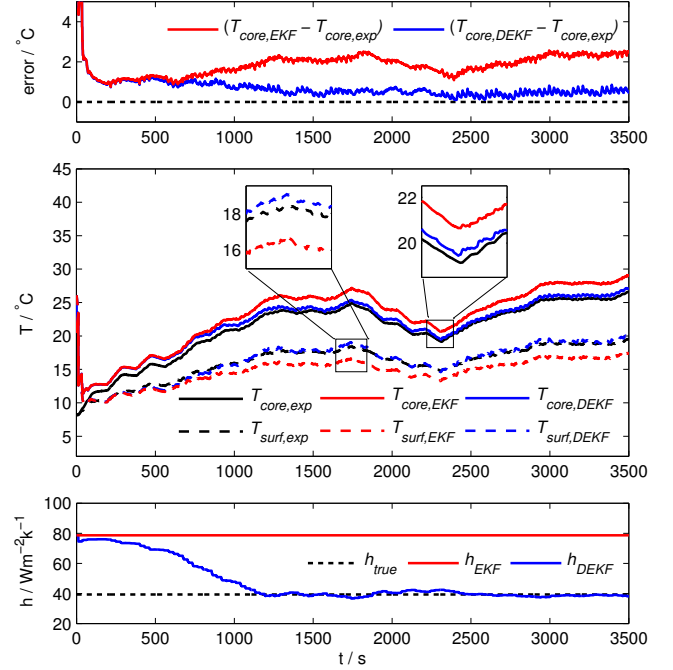 (T_core,EKF − T_core,exp) (T_core,DEKF − T_core,exp)
error / °C
4
2
0
0 500 1000 1500 2000 2500 3000 3500
45
40
35
30
25
20
15
10
5
T / °C
18
16
22
20
T_core,exp T_core,EKF T_core,DEKF
T_surf,exp T_surf,EKF T_surf,DEKF
0 500 1000 1500 2000 2500 3000 3500
100
80
60
40
20
h / Wm−2k−1
h_true h_EKF h_DEKF
0 500 1000 1500 2000 2500 3000 3500
t / s